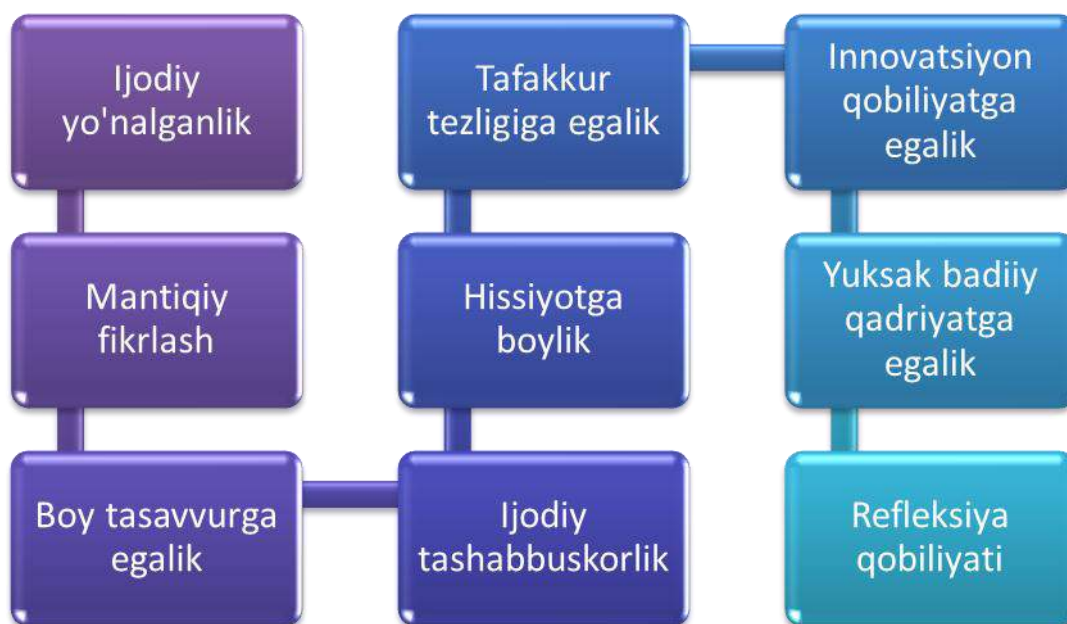 Ijodiy
yo'nalganlik
Mantiqiy
fikrlash
Boy tasavvurga
egalik
Ijodiy
tashabbuskorlik
Hissiyotga
boylik
Tafakkur
tezligiga egalik
Innovatsiyon
qobiliyatga
egalik
Yuksak badiiy
qadriyatga
egalik
Refleksiya
qobiliyati